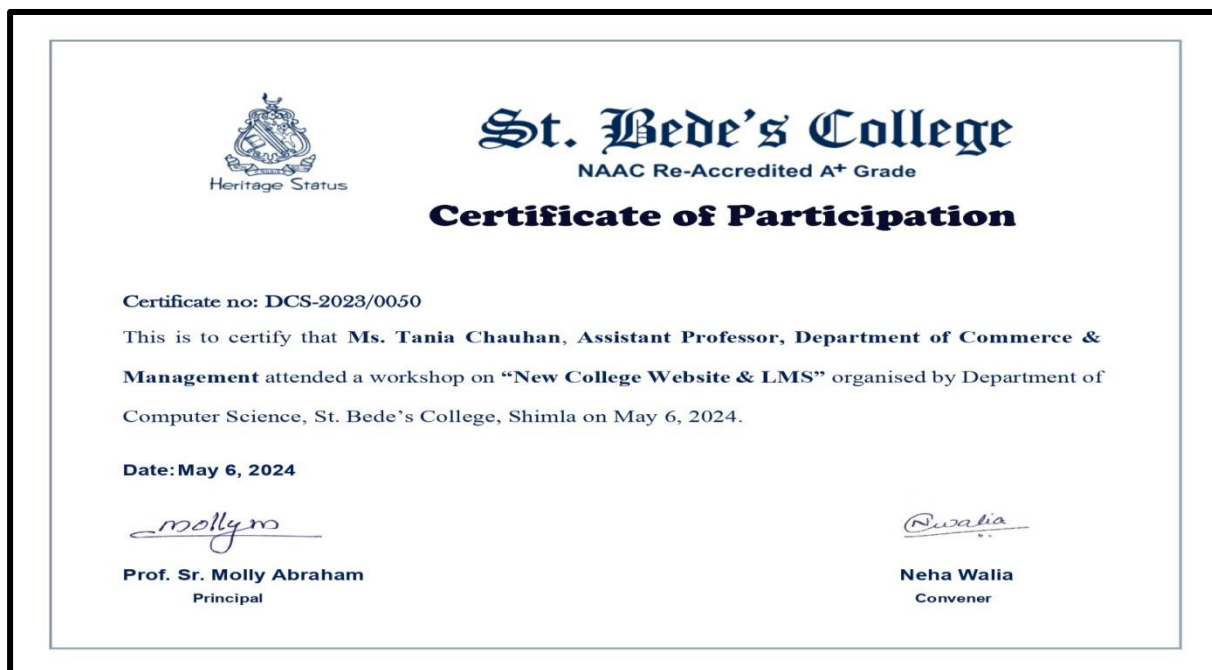 St. Bede's College
NAAC Re-Accredited A+ Grade
Heritage Status
Certificate of Participation
Certificate no: DCS-2023/0050
This is to certify that Ms. Tania Chauhan, Assistant Professor, Department of Commerce &
Management attended a workshop on “New College Website & LMS” organised by Department of
Computer Science, St. Bede’s College, Shimla on May 6, 2024.
Date: May 6, 2024
mollym
Nwalia
Prof. Sr. Molly Abraham
Neha Walia
Principal
Convener